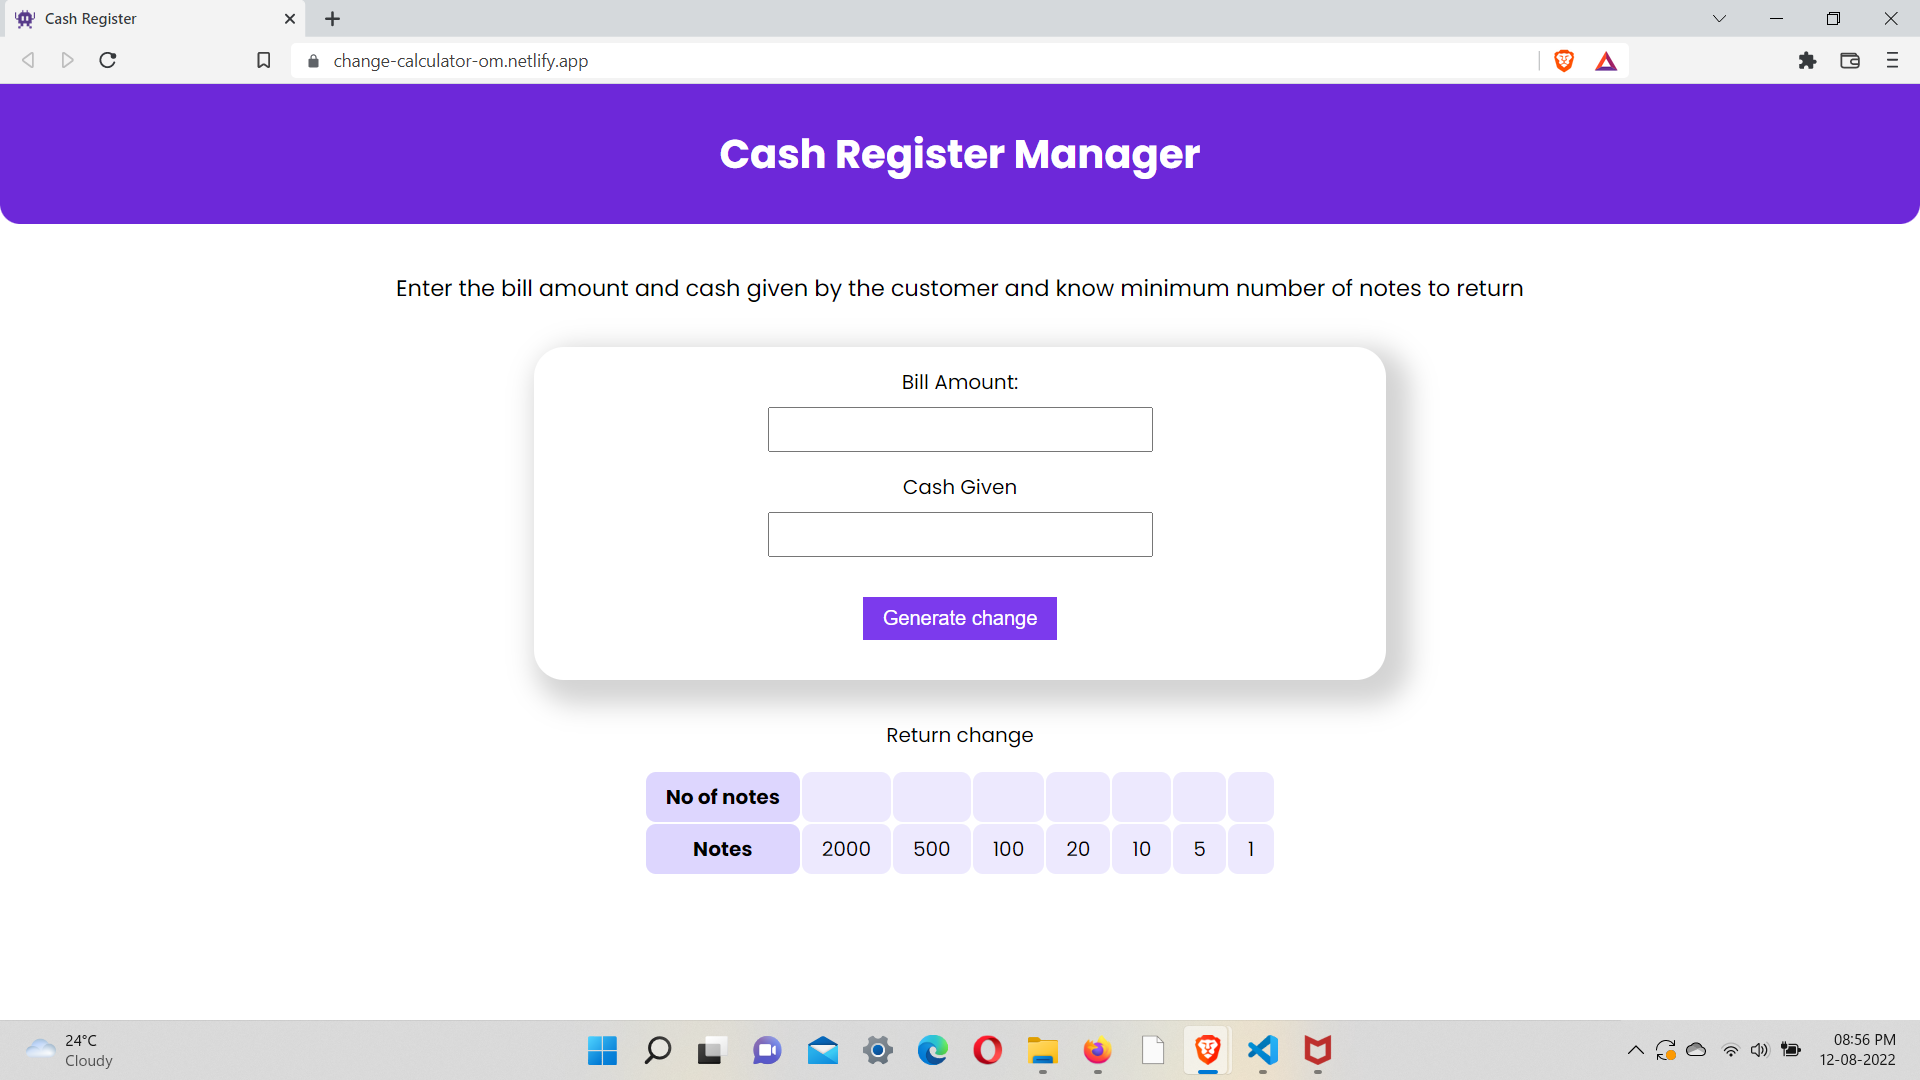 Cash Register
change-calculator-om.netlify.app
Cash Register Manager
Enter the bill amount and cash given by the customer and know minimum number of notes to return
Bill Amount:
Cash Given
Generate change
Return change
No of notes
Notes 2000 500 100 20 10 5 1
24°C
Cloudy
08:56 PM
12-08-2022